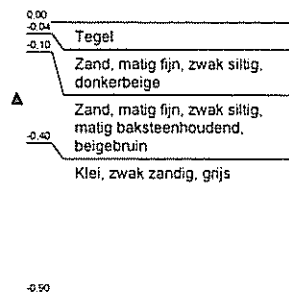 0.00
-0.04
Tegel
-0.10
Zand, matig fijn, zwak siltig,
donkerbeige
Zand, matig fijn, zwak siltig,
matig baksteenhoudend,
beigebruin
-0.40
Klei, zwak zandig, grijs
-0.90